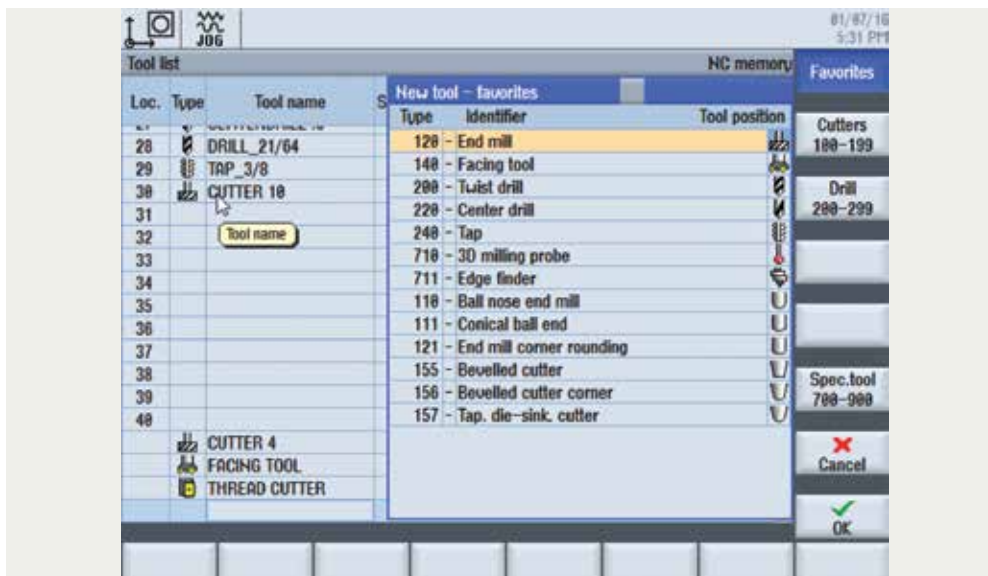 JOG
01/07/16
5:31 PM
Tool list
NC memory
Loc. Type Tool name S
28 DRILL_21/64
29 TAP_3/8
30 CUTTER 10
31
32
33
34
35
36
37
38
39
40
CUTTER 4
FACING TOOL
THREAD CUTTER
Tool name
New tool - favorites
Type Identifier Tool position
120 - End mill
140 - Facing tool
200 - Twist drill
220 - Center drill
240 - Tap
710 - 3D milling probe
711 - Edge finder
110 - Ball nose end mill
111 - Conical ball end
121 - End mill corner rounding
155 - Bevelled cutter
156 - Bevelled cutter corner
157 - Tap. die-sink. cutter
Favorites
Cutters
100-199
Drill
200-299
Spec.tool
700-900
Cancel
OK